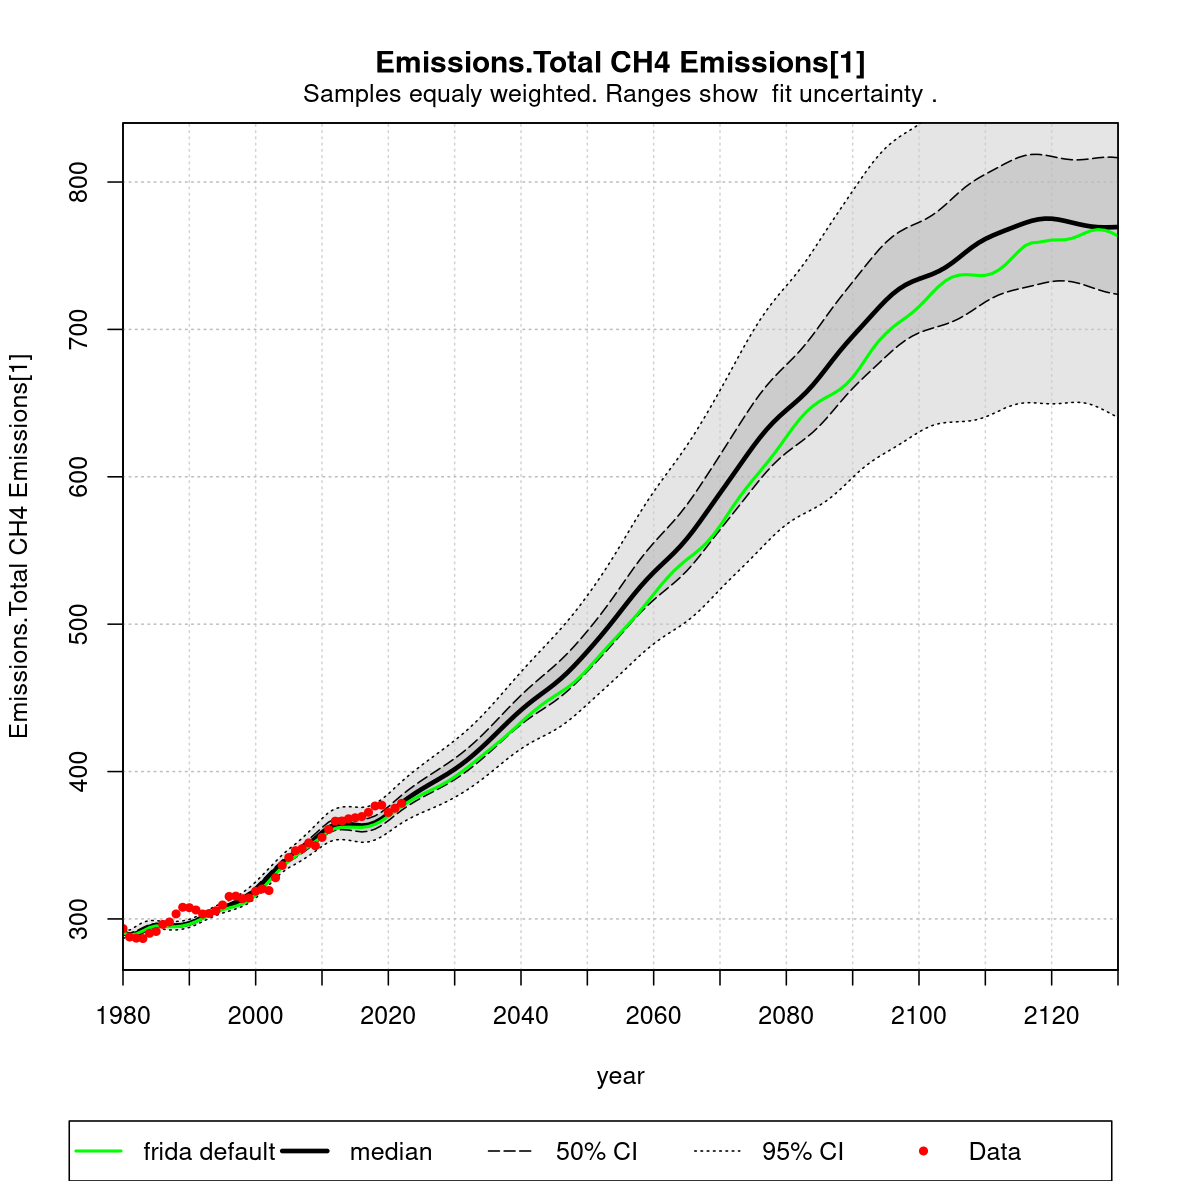 Emissions.Total CH4 Emissions[1]
Samples equaly weighted. Ranges show  fit uncertainty .
Emissions.Total CH4 Emissions[1]
800
700
600
500
400
300
1980 2000 2020 2040 2060 2080 2100 2120
year
frida default median 50% CI 95% CI Data